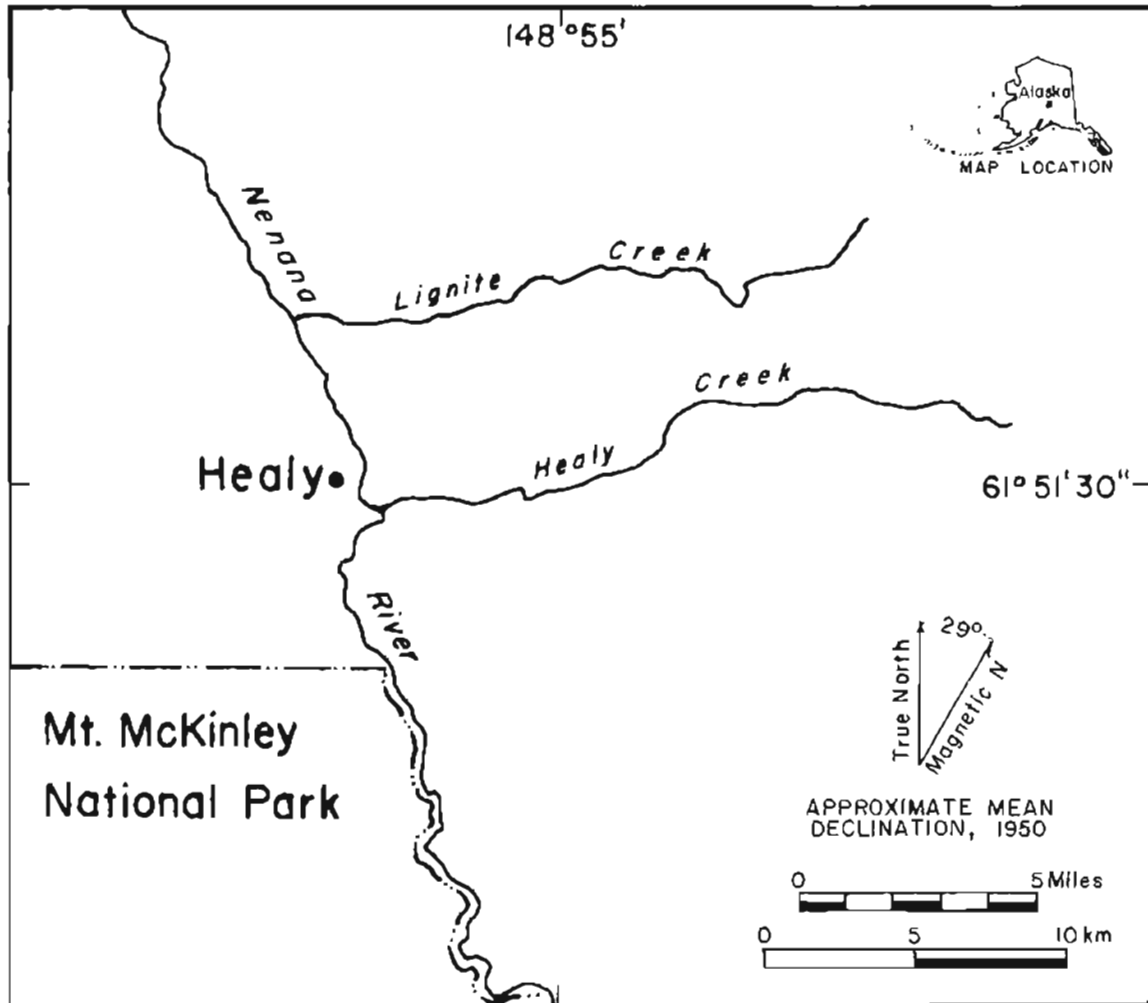 148°55'
Alaska
MAP LOCATION
Nenana
Lignite Creek
Creek
Healy
Healy
61°51'30"
River
Mt. McKinley
National Park
True North
29°
Magnetic N
APPROXIMATE MEAN
DECLINATION, 1950
0 5 Miles
0 5 10 km